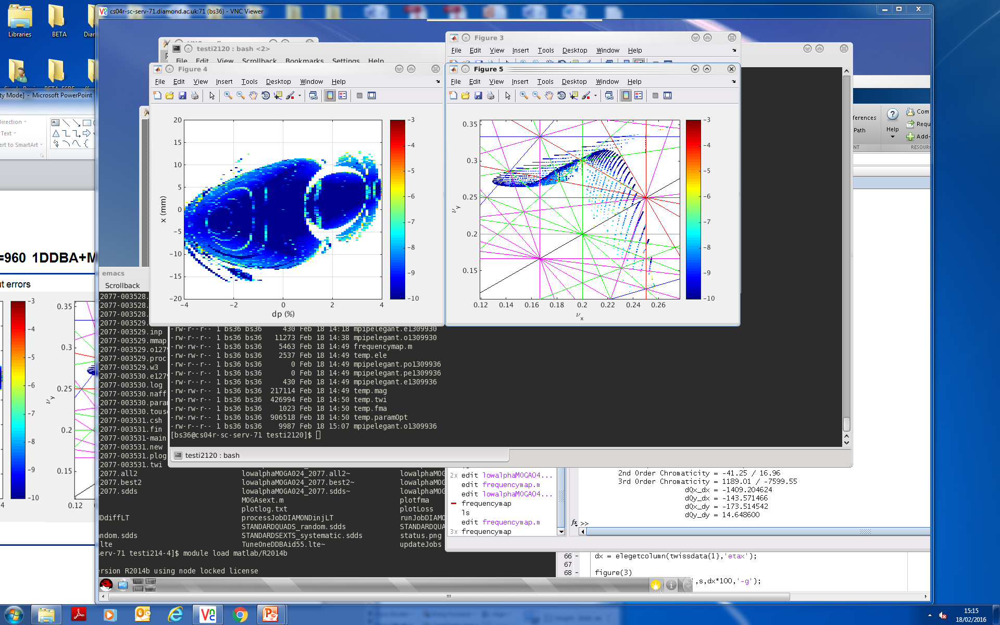 cs04r-sc-serv-71.diamond.ac.uk:71 (bs36) - VNC Viewer
Libraries
BETA
Diar
ty Mode] - Microsoft PowerPoint
Direction
Text
ert to SmartArt
=960 1DDBA+M
ut errors
testi2120 : bash <2>
File Edit View Scrollback Bookmarks Settings Help
Figure 3
File Edit View Insert Tools Desktop Window Help
Figure 4
File Edit View Insert Tools Desktop Window Help
20
15
10
5
0
-5
-10
-15
-20
x (mm)
-4 -2 0 2 4
dp (%)
-3
-4
-5
-6
-7
-8
-9
-10
Figure 5
File Edit View Insert Tools Desktop Window Help
0.35
0.3
0.25
0.2
0.15
νy
0.12 0.14 0.16 0.18 0.2 0.22 0.24 0.26
νx
-3
-4
-5
-6
-7
-8
-9
-10
ferences
Path
Help
Com
Requ
Add-
NT
RESOUR
-3
-4
-5
-6
-7
-8
-9
-10
0.35
0.3
0.25
0.2
0.15
νy
4
0.12
emacs
Scrollback
2077-003528.
2077-003528.
2077-003528.
2077-003529.
2077-003529.inp
2077-003529.mmap
2077-003529.o1279
2077-003529.proc
2077-003529.w3
2077-003530.e1279
2077-003530.log
2077-003530.naff
2077-003530.param
2077-003530.touse
2077-003531.csh
2077-003531.fin
2077-003531-main
2077-003531.new
2077-003531.plog
2077-003531.twi
-rw-r--r-- 1 bs36 bs36 430 Feb 18 14:18 mpipelegant.e1309930
-rw-r--r-- 1 bs36 bs36 11273 Feb 18 14:38 mpipelegant.o1309930
-rw-r--r-- 1 bs36 bs36 5463 Feb 18 14:49 frequencymap.m
-rw-rw-r-- 1 bs36 bs36 2537 Feb 18 14:49 temp.ele
-rw-r--r-- 1 bs36 bs36 0 Feb 18 14:49 mpipelegant.po1309936
-rw-r--r-- 1 bs36 bs36 0 Feb 18 14:49 mpipelegant.pe1309936
-rw-r--r-- 1 bs36 bs36 430 Feb 18 14:49 mpipelegant.e1309936
-rw-rw-r-- 1 bs36 bs36 217114 Feb 18 14:49 temp.mag
-rw-rw-r-- 1 bs36 bs36 426994 Feb 18 14:50 temp.twi
-rw-rw-r-- 1 bs36 bs36 1023 Feb 18 14:50 temp.fma
-rw-rw-r-- 1 bs36 bs36 906518 Feb 18 14:50 temp.paramOpt
-rw-r--r-- 1 bs36 bs36 9987 Feb 18 15:07 mpipelegant.o1309936
[bs36@cs04r-sc-serv-71 testi2120]$
testi2120 : bash
2077.all2 lowalphaMOGA024_2077.all2~ lowalphaMOG
2077.best2 lowalphaMOGA024_2077.best2~ lowalphaMOG
2077.sdds lowalphaMOGA024_2077.sdds~ lowalphaMOG
MOGAsext.m plotfma
plotlog.txt plotLoss
DdiffLT processJobDIAMONDinjLT runJobDIAMO
STANDARDQUADS_random.sdds STANDARDQUA
ndom.sdds STANDARDSEXTS_systematic.sdds status.png
lte TuneOneDDBAid55.lte~ updateJobs
serv-71 testi214-4]$ module load matlab/R2014b
ersion R2014b using node locked license
2x edit lowalphaMOGA04...
edit frequencymap.m
edit lowalphaMOGA04...
frequencymap
ls
edit frequencymap.m
3x frequencymap
2nd Order Chromaticity = -41.25 / 16.96
3rd Order Chromaticity = 1189.01 / -7599.55
dQx_dx = -1409.204624
dQy_dx = -143.571466
dQx_dy = -173.514542
dQy_dy = 14.648600
fx >>
66 - dx = elegetcolumn(twissdata{1},'etax');
67
68 - figure(3)
',s,dx*100,'-g');
15:15
18/02/2016